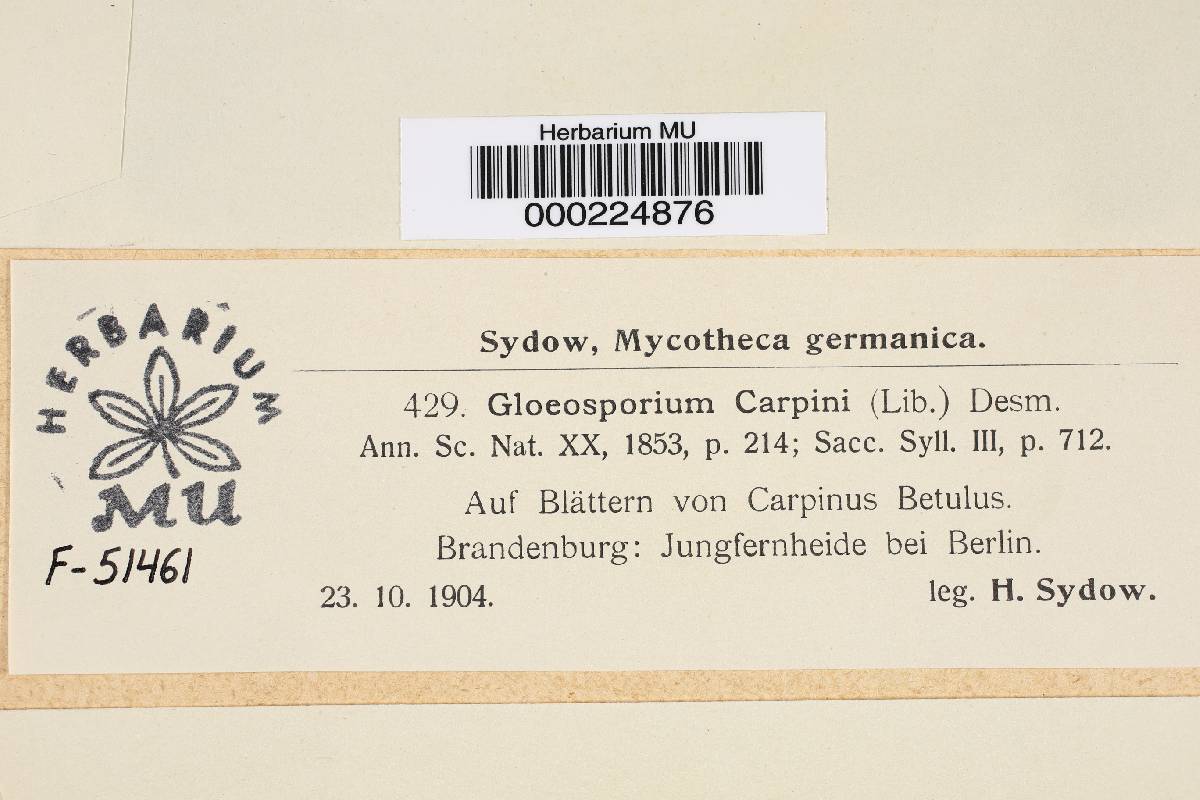 Herbarium MU
000224876
HERBARIUM
MU
F-51461
Sydow, Mycotheca germanica.
429. Gloeosporium Carpini (Lib.) Desm.
Ann. Sc. Nat. XX, 1853, p. 214; Sacc. Syll. III, p. 712.
Auf Blättern von Carpinus Betulus.
Brandenburg: Jungfernheide bei Berlin.
23. 10. 1904. leg. H. Sydow.